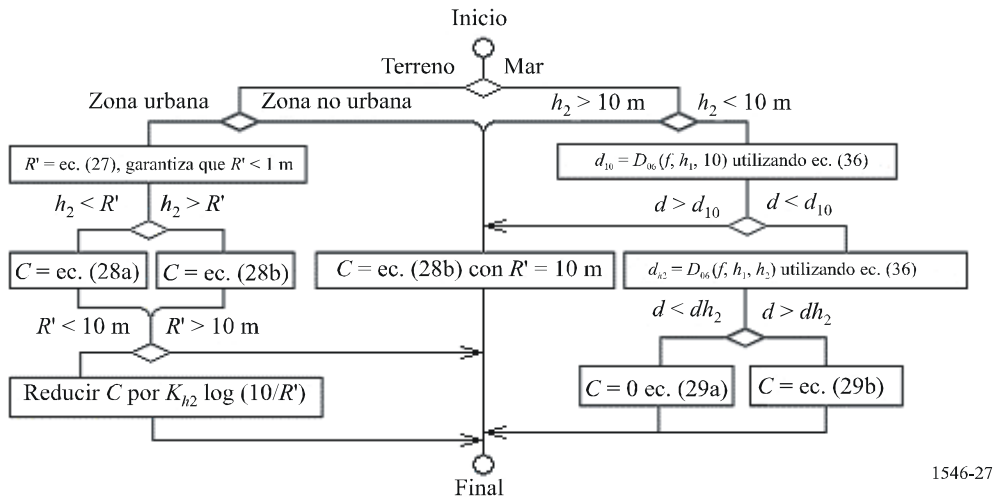 Inicio
Terreno Mar
Zona urbana Zona no urbana h₂ > 10 m h₂ < 10 m
R' = ec. (27), garantiza que R' < 1 m
d₁₀ = D₀₆ (f, h₁, 10) utilizando ec. (36)
h₂ < R' h₂ > R' d > d₁₀ d < d₁₀
C = ec. (28a) C = ec. (28b) C = ec. (28b) con R' = 10 m dₕ₂ = D₀₆ (f, h₁, h₂) utilizando ec. (36)
R' < 10 m R' > 10 m d < dh₂ d > dh₂
Reducir C por Kₕ₂ log (10/R') C = 0 ec. (29a) C = ec. (29b)
Final
1546-27